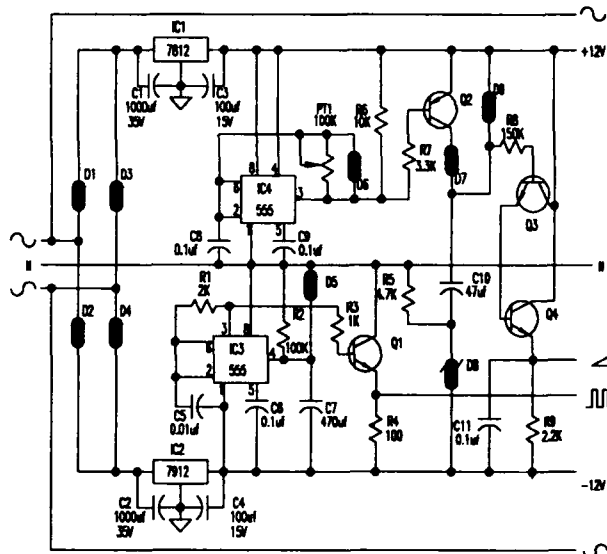 IC1
7812
+12V
C1
1000uf
35V
C3
100uf
15V
PT1
100K
R6
10K
Q2
D9
R8
150K
R7
3.3K
D1
D3
8
4
6
IC4
3
2
555
1
5
D6
D7
Q3
C8
0.1uf
C9
0.1uf
R1
2K
D5
R5
4.7K
C10
47uf
R3
1K
R2
100K
Q1
Q4
D2
D4
3
8
6
IC3
4
2
555
1
5
D8
C5
0.01uf
C6
0.1uf
C7
470uf
R4
100
C11
0.1uf
R9
2.2K
IC2
7912
-12V
C2
1000uf
35V
C4
100uf
15V